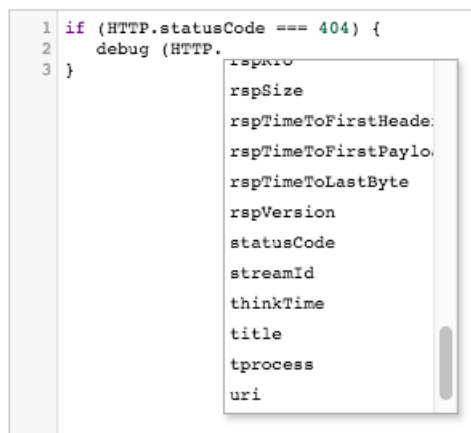 1 if (HTTP.statusCode === 404) {
2 debug (HTTP.
3 }
rspSize
rspTimeToFirstHeade
rspTimeToFirstPaylo
rspTimeToLastByte
rspVersion
statusCode
streamId
thinkTime
title
tprocess
uri